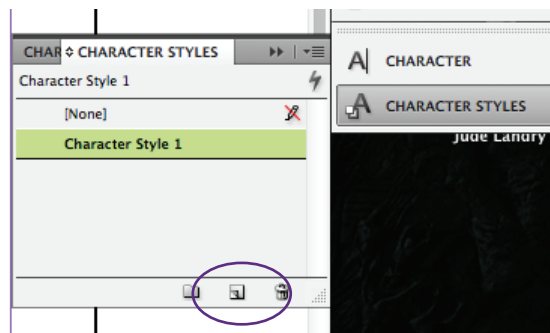 CHAR CHARACTER STYLES
Character Style 1
[None]
Character Style 1
CHARACTER
CHARACTER STYLES
Jude Landry